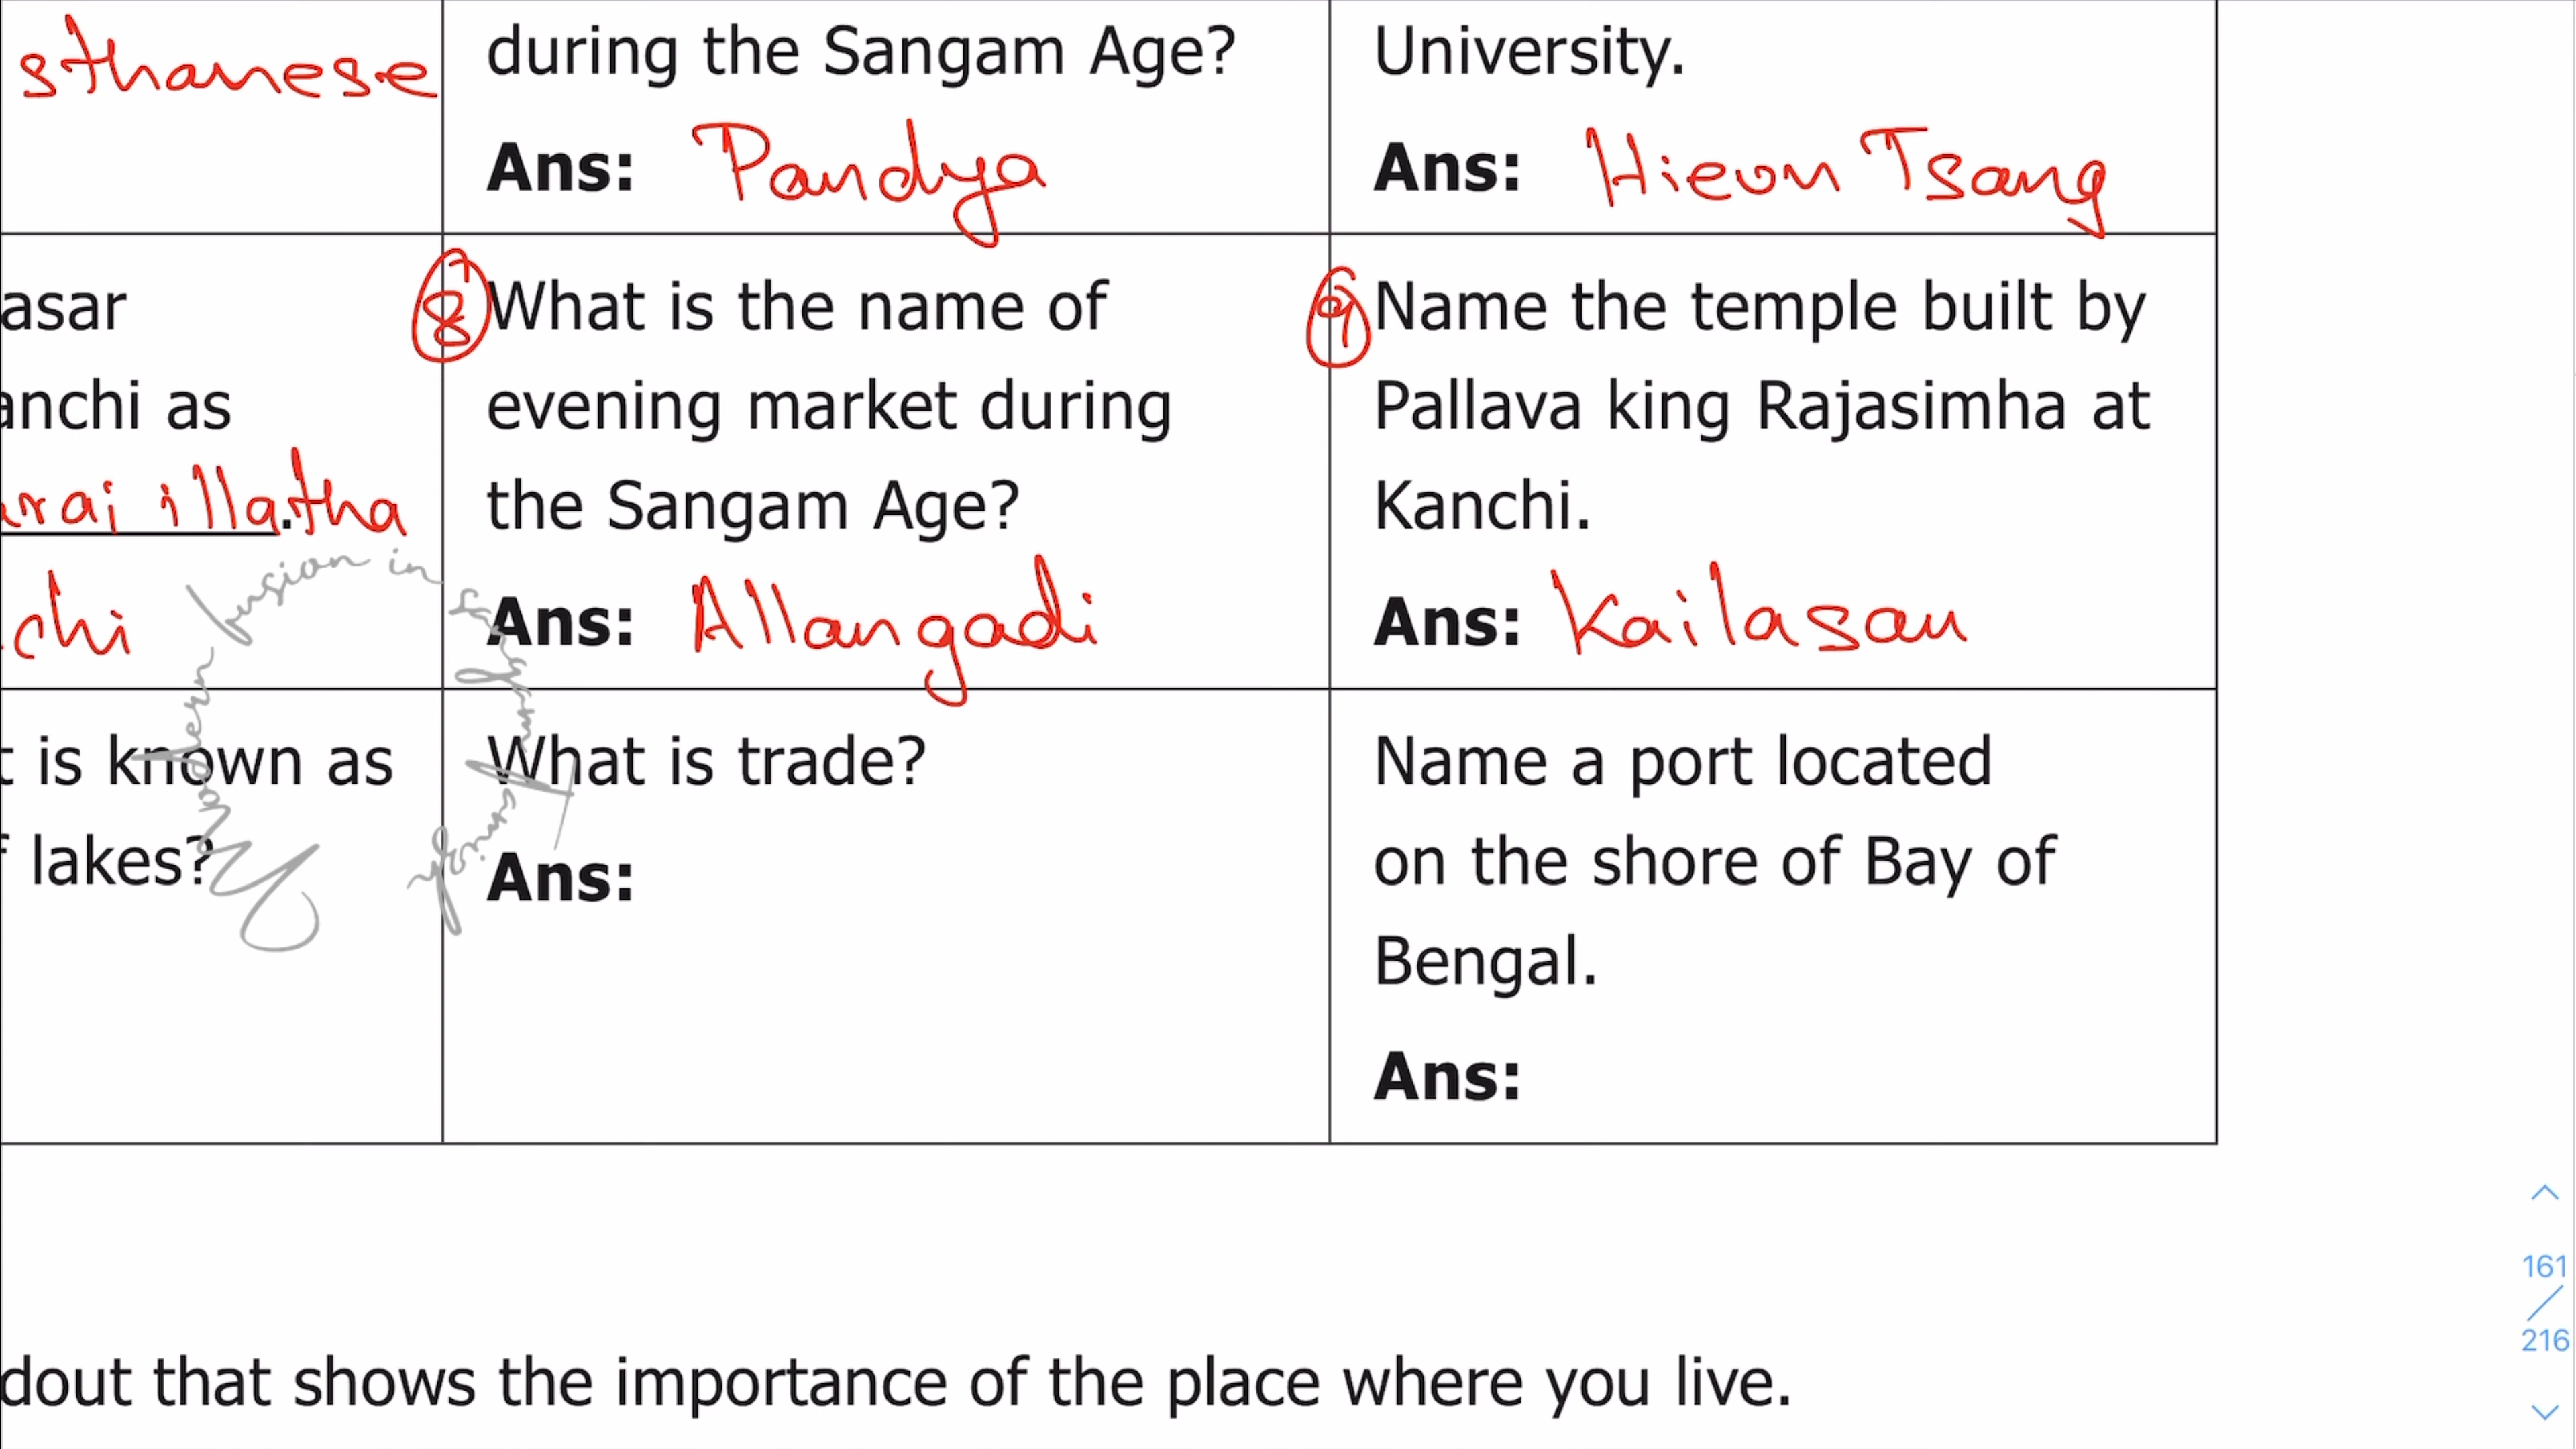 sthanese
during the Sangam Age?
Ans: Pandya
University.
Ans: Hieun Tsang
asar
anchi as
arai illa.tha
chi
8 What is the name of
evening market during
the Sangam Age?
Ans: Allangadi
9 Name the temple built by
Pallava king Rajasimha at
Kanchi.
Ans: Kailasan
t is known as
f lakes?
What is trade?
Ans:
Name a port located
on the shore of Bay of
Bengal.
Ans:
dout that shows the importance of the place where you live.
161
/
216